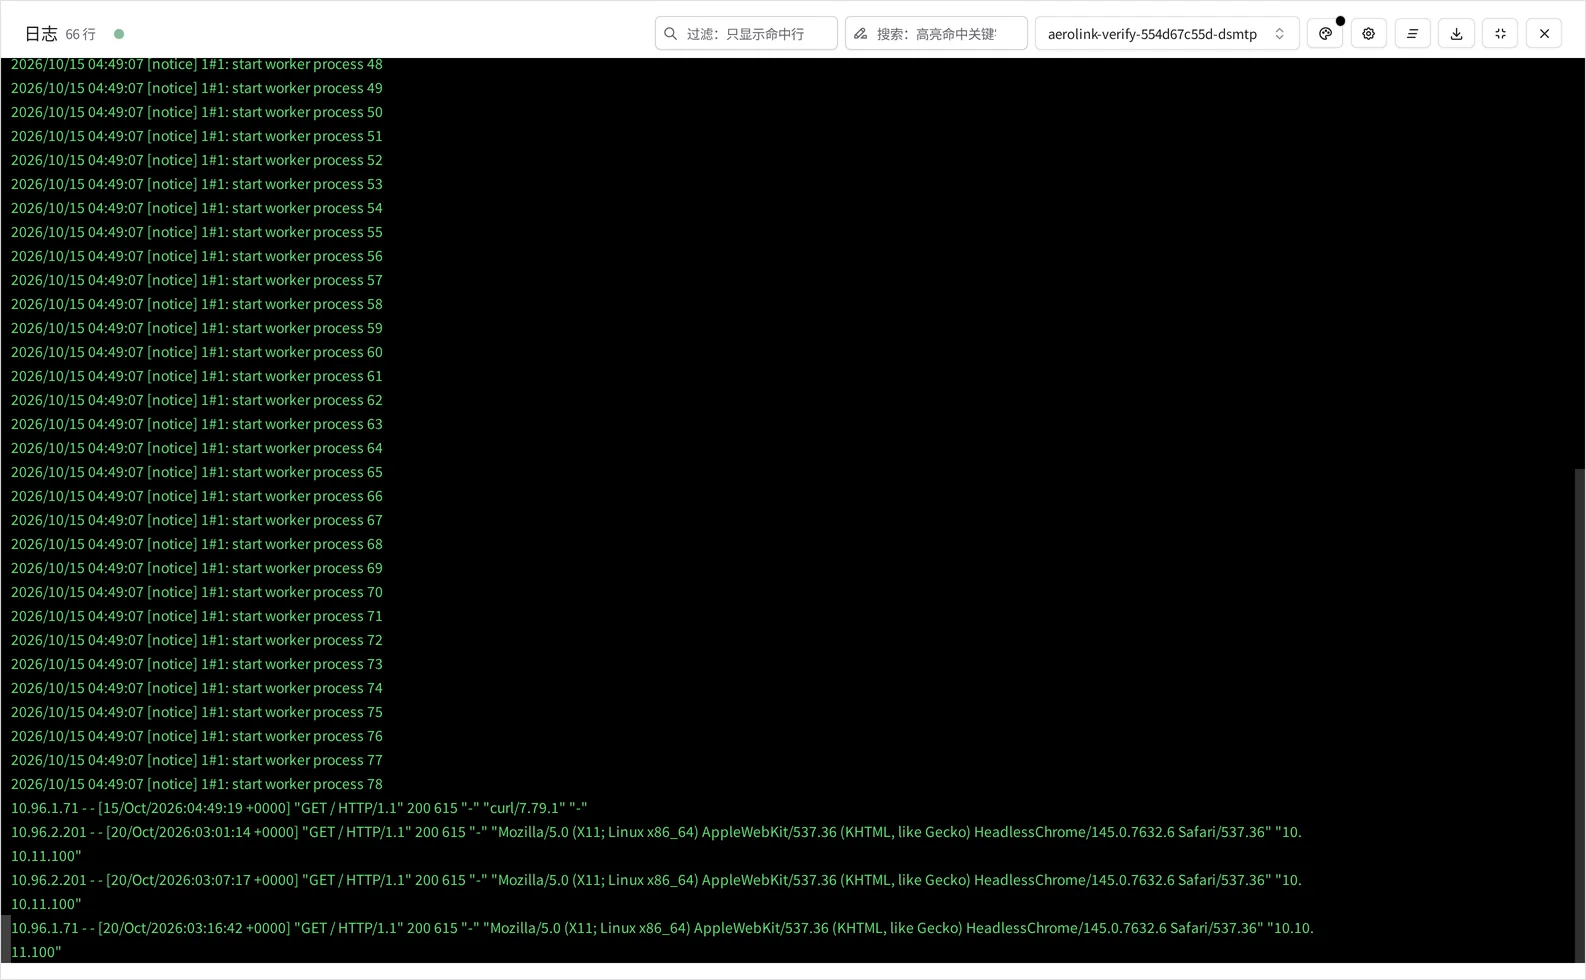 日志 66 行 过滤：只显示命中行 搜索：高亮命中关键 aerolink-verify-554d67c55d-dsmtp
2026/10/15 04:49:07 [notice] 1#1: start worker process 48
2026/10/15 04:49:07 [notice] 1#1: start worker process 49
2026/10/15 04:49:07 [notice] 1#1: start worker process 50
2026/10/15 04:49:07 [notice] 1#1: start worker process 51
2026/10/15 04:49:07 [notice] 1#1: start worker process 52
2026/10/15 04:49:07 [notice] 1#1: start worker process 53
2026/10/15 04:49:07 [notice] 1#1: start worker process 54
2026/10/15 04:49:07 [notice] 1#1: start worker process 55
2026/10/15 04:49:07 [notice] 1#1: start worker process 56
2026/10/15 04:49:07 [notice] 1#1: start worker process 57
2026/10/15 04:49:07 [notice] 1#1: start worker process 58
2026/10/15 04:49:07 [notice] 1#1: start worker process 59
2026/10/15 04:49:07 [notice] 1#1: start worker process 60
2026/10/15 04:49:07 [notice] 1#1: start worker process 61
2026/10/15 04:49:07 [notice] 1#1: start worker process 62
2026/10/15 04:49:07 [notice] 1#1: start worker process 63
2026/10/15 04:49:07 [notice] 1#1: start worker process 64
2026/10/15 04:49:07 [notice] 1#1: start worker process 65
2026/10/15 04:49:07 [notice] 1#1: start worker process 66
2026/10/15 04:49:07 [notice] 1#1: start worker process 67
2026/10/15 04:49:07 [notice] 1#1: start worker process 68
2026/10/15 04:49:07 [notice] 1#1: start worker process 69
2026/10/15 04:49:07 [notice] 1#1: start worker process 70
2026/10/15 04:49:07 [notice] 1#1: start worker process 71
2026/10/15 04:49:07 [notice] 1#1: start worker process 72
2026/10/15 04:49:07 [notice] 1#1: start worker process 73
2026/10/15 04:49:07 [notice] 1#1: start worker process 74
2026/10/15 04:49:07 [notice] 1#1: start worker process 75
2026/10/15 04:49:07 [notice] 1#1: start worker process 76
2026/10/15 04:49:07 [notice] 1#1: start worker process 77
2026/10/15 04:49:07 [notice] 1#1: start worker process 78
10.96.1.71 - - [15/Oct/2026:04:49:19 +0000] "GET / HTTP/1.1" 200 615 "-" "curl/7.79.1" "-"
10.96.2.201 - - [20/Oct/2026:03:01:14 +0000] "GET / HTTP/1.1" 200 615 "-" "Mozilla/5.0 (X11; Linux x86_64) AppleWebKit/537.36 (KHTML, like Gecko) HeadlessChrome/145.0.7632.6 Safari/537.36" "10.
10.11.100"
10.96.2.201 - - [20/Oct/2026:03:07:17 +0000] "GET / HTTP/1.1" 200 615 "-" "Mozilla/5.0 (X11; Linux x86_64) AppleWebKit/537.36 (KHTML, like Gecko) HeadlessChrome/145.0.7632.6 Safari/537.36" "10.
10.11.100"
10.96.1.71 - - [20/Oct/2026:03:16:42 +0000] "GET / HTTP/1.1" 200 615 "-" "Mozilla/5.0 (X11; Linux x86_64) AppleWebKit/537.36 (KHTML, like Gecko) HeadlessChrome/145.0.7632.6 Safari/537.36" "10.10.
11.100"